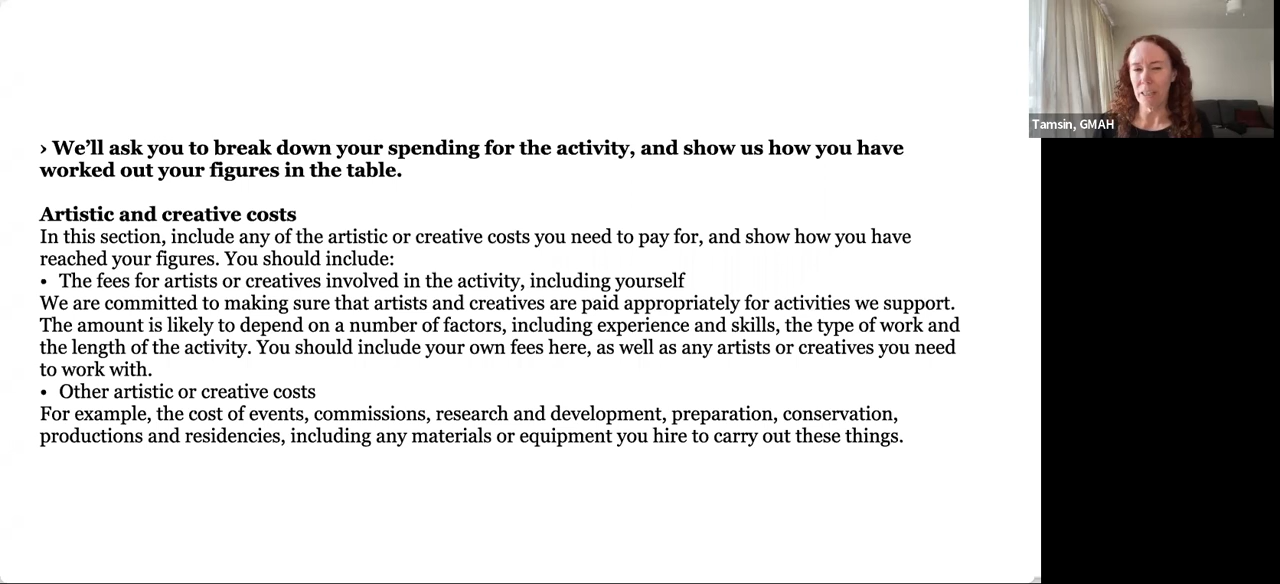 › We’ll ask you to break down your spending for the activity, and show us how you have
worked out your figures in the table.
Artistic and creative costs
In this section, include any of the artistic or creative costs you need to pay for, and show how you have
reached your figures. You should include:
• The fees for artists or creatives involved in the activity, including yourself
We are committed to making sure that artists and creatives are paid appropriately for activities we support.
The amount is likely to depend on a number of factors, including experience and skills, the type of work and
the length of the activity. You should include your own fees here, as well as any artists or creatives you need
to work with.
• Other artistic or creative costs
For example, the cost of events, commissions, research and development, preparation, conservation,
productions and residencies, including any materials or equipment you hire to carry out these things.
Tamsin, GMAH